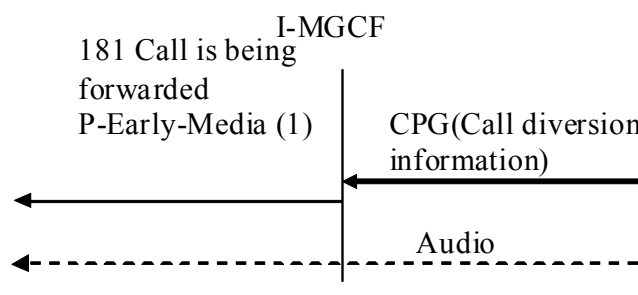 I-MGCF
181 Call is being
forwarded
P-Early-Media (1)
CPG(Call diversion
information)
Audio